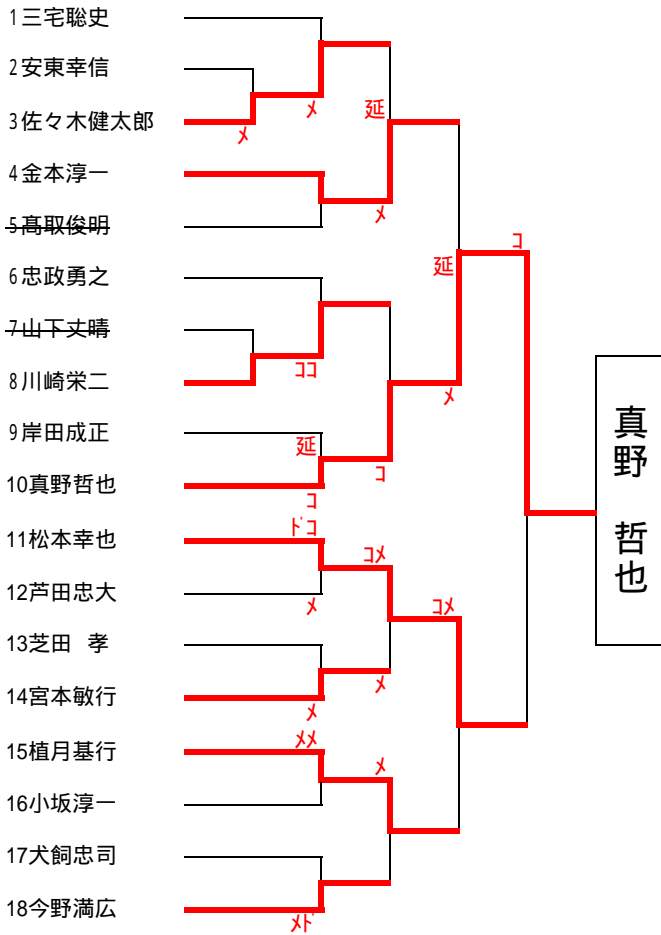 1三宅聡史
2安東幸信
メ
メ
延
3佐々木健太郎
4金本淳一
メ
5髙取俊明
コ
延
6忠政勇之
7山下丈晴
ココ
8川崎栄二
メ
9岸田成正
延
コ
10真野哲也
コ
真野 哲也
ドコ
11松本幸也
コメ
12芦田忠大
メ
コメ
13芝田 孝
メ
14宮本敏行
メ
メメ
15植月基行
メ
16小坂淳一
17犬飼忠司
18今野満広
メド